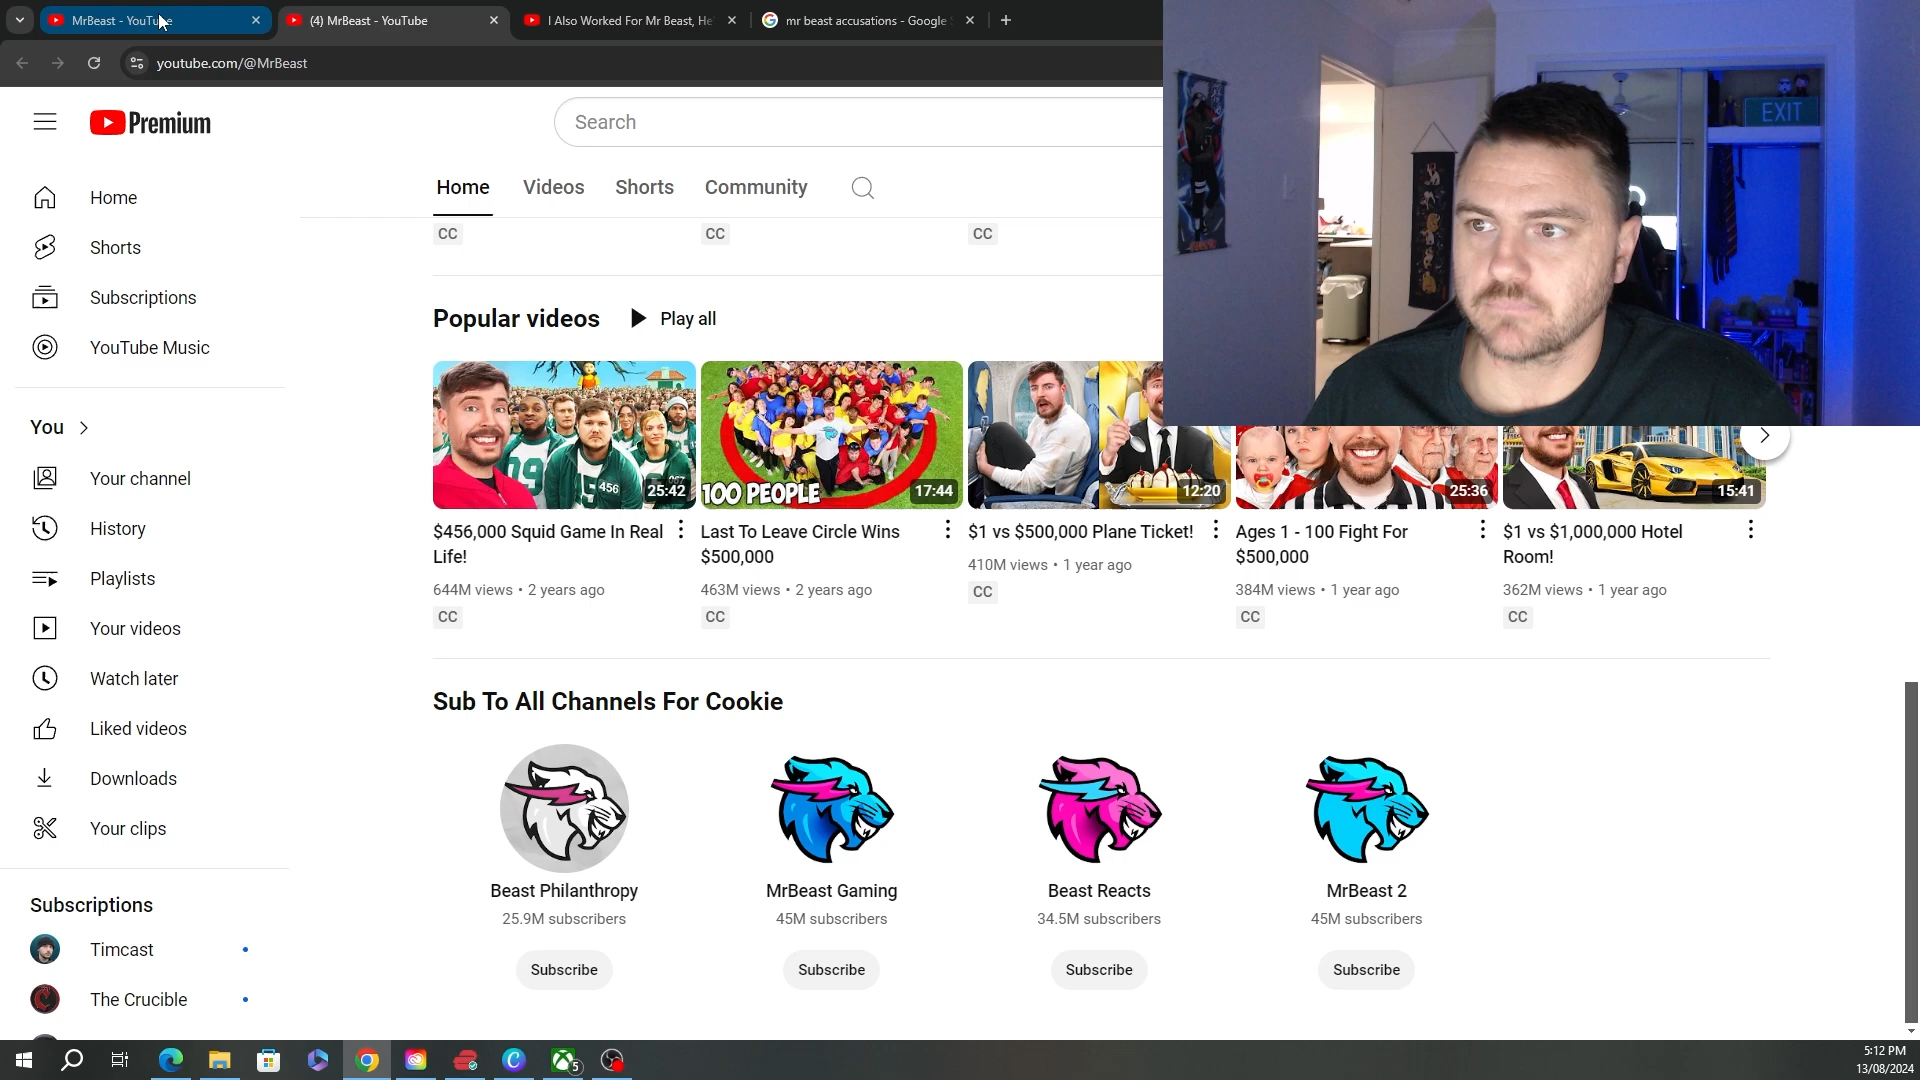 MrBeast - YouTube
(4) MrBeast - YouTube
I Also Worked For Mr Beast, He
mr beast accusations - Google
youtube.com/@MrBeast
Premium
Search
Home
Videos
Shorts
Community
CC
CC
CC
Home
Shorts
Subscriptions
YouTube Music
You
Your channel
History
Playlists
Your videos
Watch later
Liked videos
Downloads
Your clips
Subscriptions
Timcast
The Crucible
EXIT
Popular videos
Play all
456
25:42
100 PEOPLE
17:44
12:20
25:36
15:41
$456,000 Squid Game In Real
Life!
644M views • 2 years ago
CC
Last To Leave Circle Wins
$500,000
463M views • 2 years ago
CC
$1 vs $500,000 Plane Ticket!
410M views • 1 year ago
CC
Ages 1 - 100 Fight For
$500,000
384M views • 1 year ago
CC
$1 vs $1,000,000 Hotel
Room!
362M views • 1 year ago
CC
Sub To All Channels For Cookie
Beast Philanthropy
25.9M subscribers
Subscribe
MrBeast Gaming
45M subscribers
Subscribe
Beast Reacts
34.5M subscribers
Subscribe
MrBeast 2
45M subscribers
Subscribe
5
5:12 PM
13/08/2024